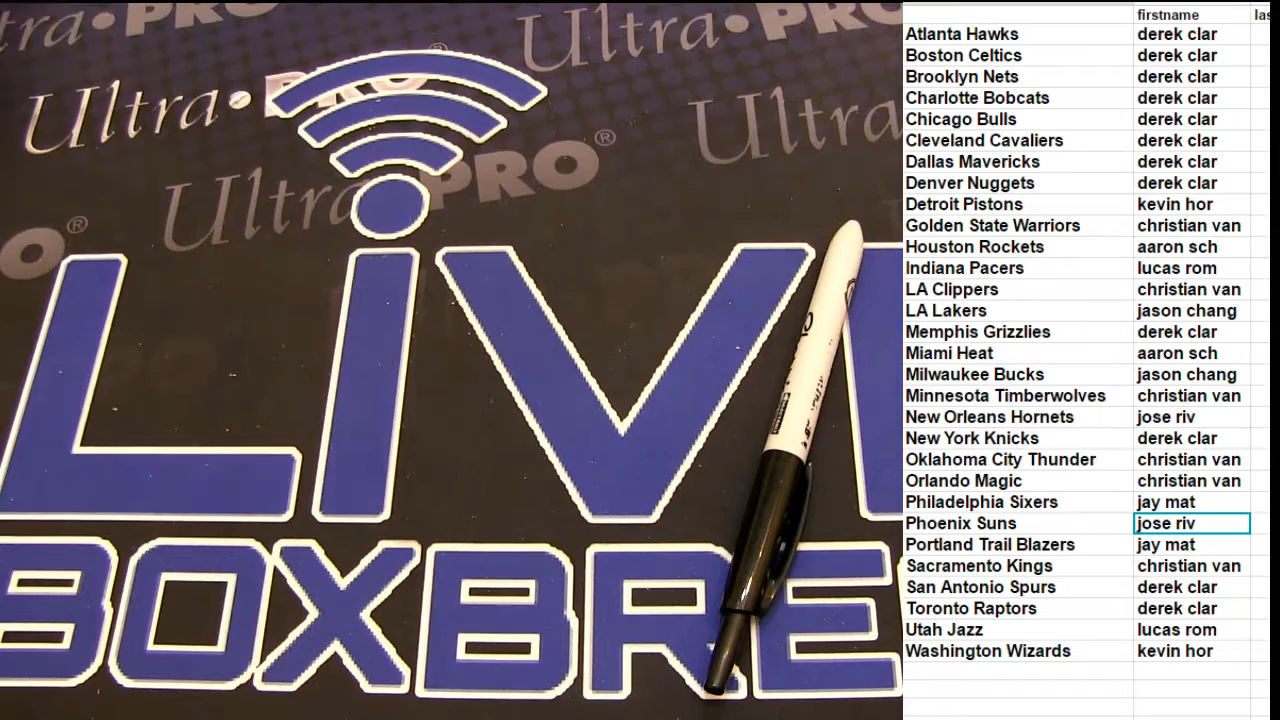 tra•PRO
Ultra•PRO
Ultra•PRO®
Ultra•PRO®
Ultra
RO®
LiV
BOXBRE
firstname las
Atlanta Hawks derek clar
Boston Celtics derek clar
Brooklyn Nets derek clar
Charlotte Bobcats derek clar
Chicago Bulls derek clar
Cleveland Cavaliers derek clar
Dallas Mavericks derek clar
Denver Nuggets derek clar
Detroit Pistons kevin hor
Golden State Warriors christian van
Houston Rockets aaron sch
Indiana Pacers lucas rom
LA Clippers christian van
LA Lakers jason chang
Memphis Grizzlies derek clar
Miami Heat aaron sch
Milwaukee Bucks jason chang
Minnesota Timberwolves christian van
New Orleans Hornets jose riv
New York Knicks derek clar
Oklahoma City Thunder christian van
Orlando Magic christian van
Philadelphia Sixers jay mat
Phoenix Suns jose riv
Portland Trail Blazers jay mat
Sacramento Kings christian van
San Antonio Spurs derek clar
Toronto Raptors derek clar
Utah Jazz lucas rom
Washington Wizards kevin hor